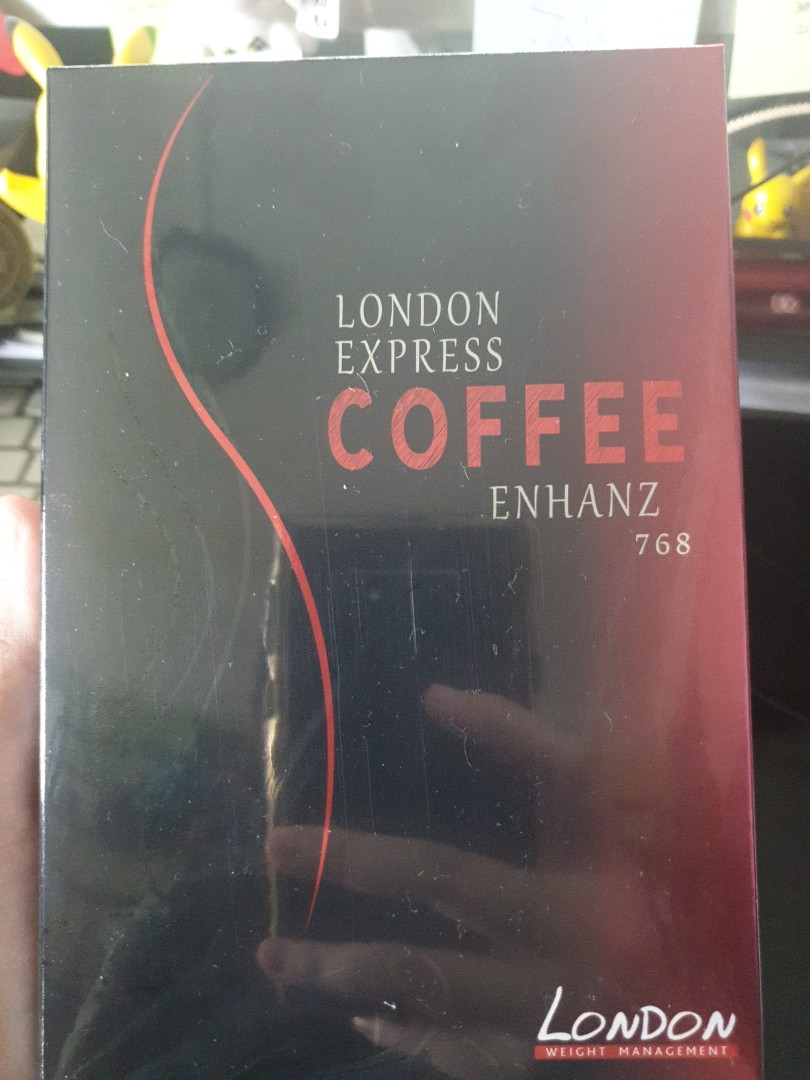 LONDON
EXPRESS
COFFEE
ENHANZ
768
LONDON
WEIGHT MANAGEMENT